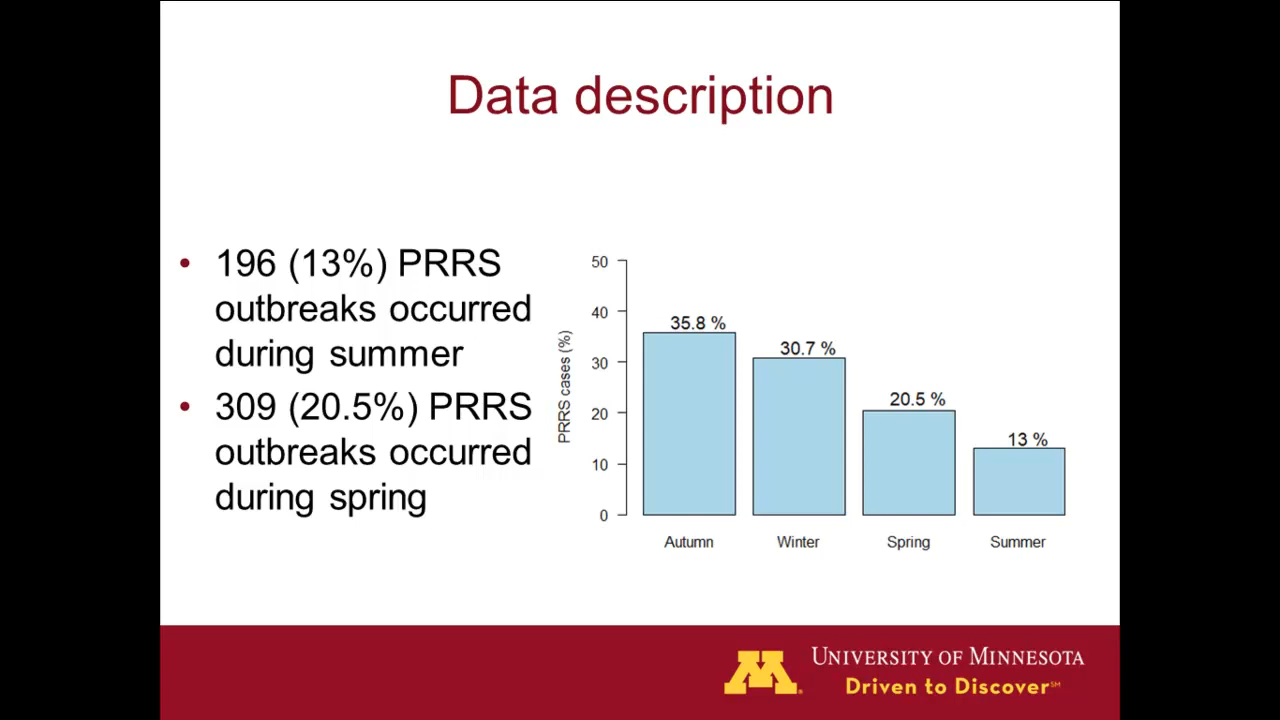 Data description
• 196 (13%) PRRS
outbreaks occurred
during summer
• 309 (20.5%) PRRS
outbreaks occurred
during spring
PRRS cases (%)
50
40
30
20
10
0
35.8 %
30.7 %
20.5 %
13 %
Autumn
Winter
Spring
Summer
M
UNIVERSITY OF MINNESOTA
Driven to Discover℠